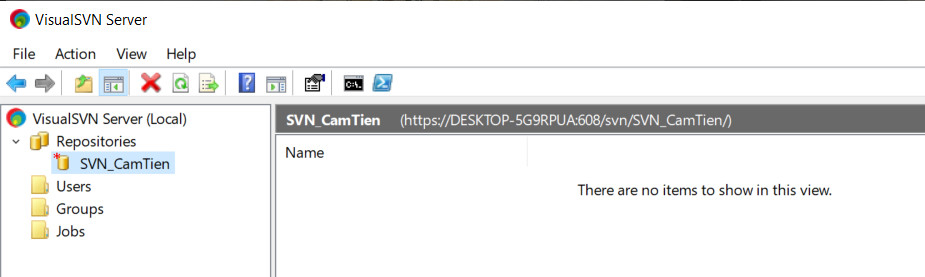 VisualSVN Server
File Action View Help
VisualSVN Server (Local)
Repositories
SVN_CamTien
Users
Groups
Jobs
SVN_CamTien (https://DESKTOP-5G9RPUA:608/svn/SVN_CamTien/)
Name
There are no items to show in this view.